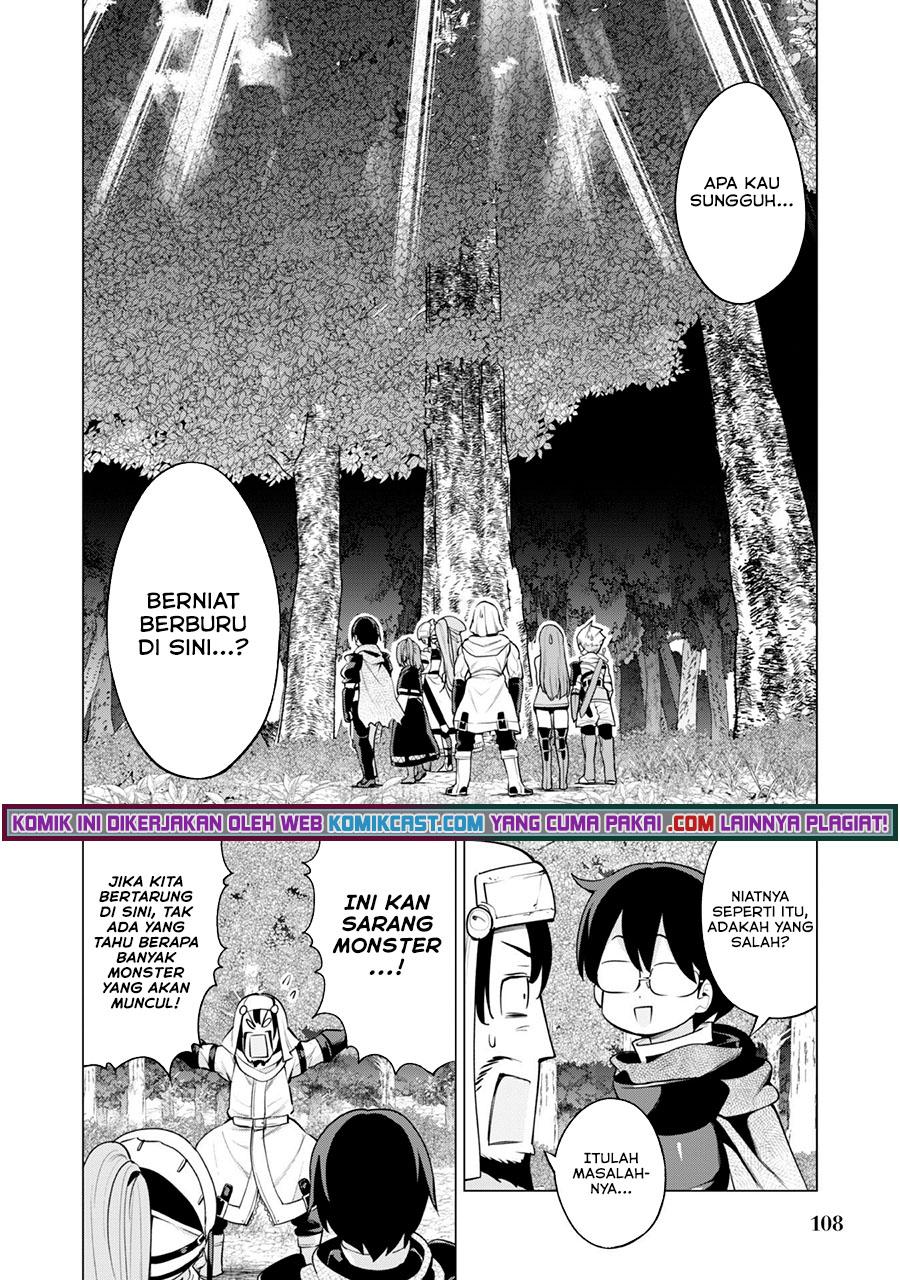 APA KAU
SUNGGUH...
BERNIAT
BERBURU
DI SINI...?
KOMIK INI DIKERJAKAN OLEH WEB KOMIKCAST.COM YANG CUMA PAKAI .COM LAINNYA PLAGIAT!
NIATNYA
SEPERTI ITU,
ADAKAH YANG
SALAH?
ITULAH
MASALAH-
NYA...
INI KAN
SARANG
MONSTER
...!
JIKA KITA
BERTARUNG
DI SINI, TAK
ADA YANG
TAHU BERAPA
BANYAK
MONSTER
YANG AKAN
MUNCUL!
108